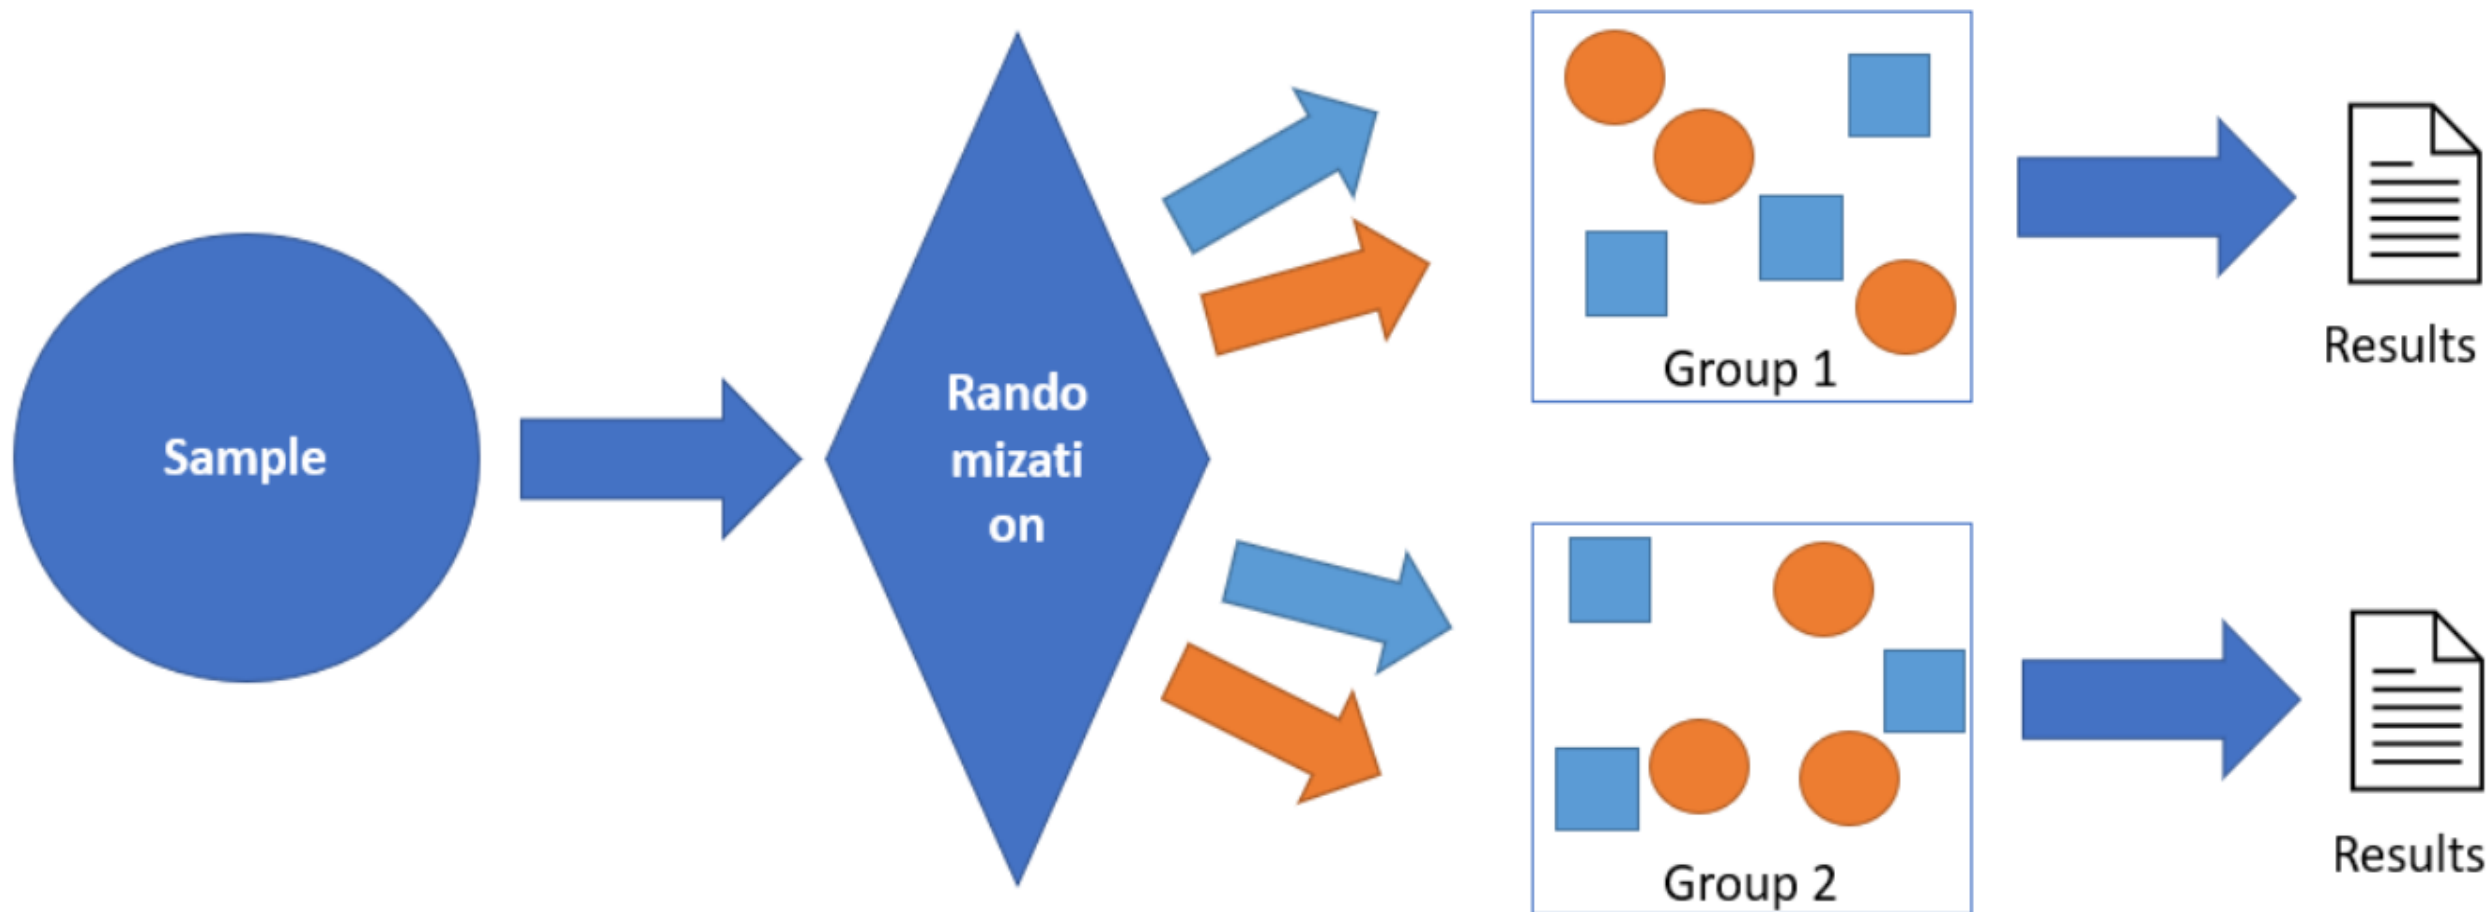 Sample
Rando
mizati
on
Group 1
Results
Group 2
Results